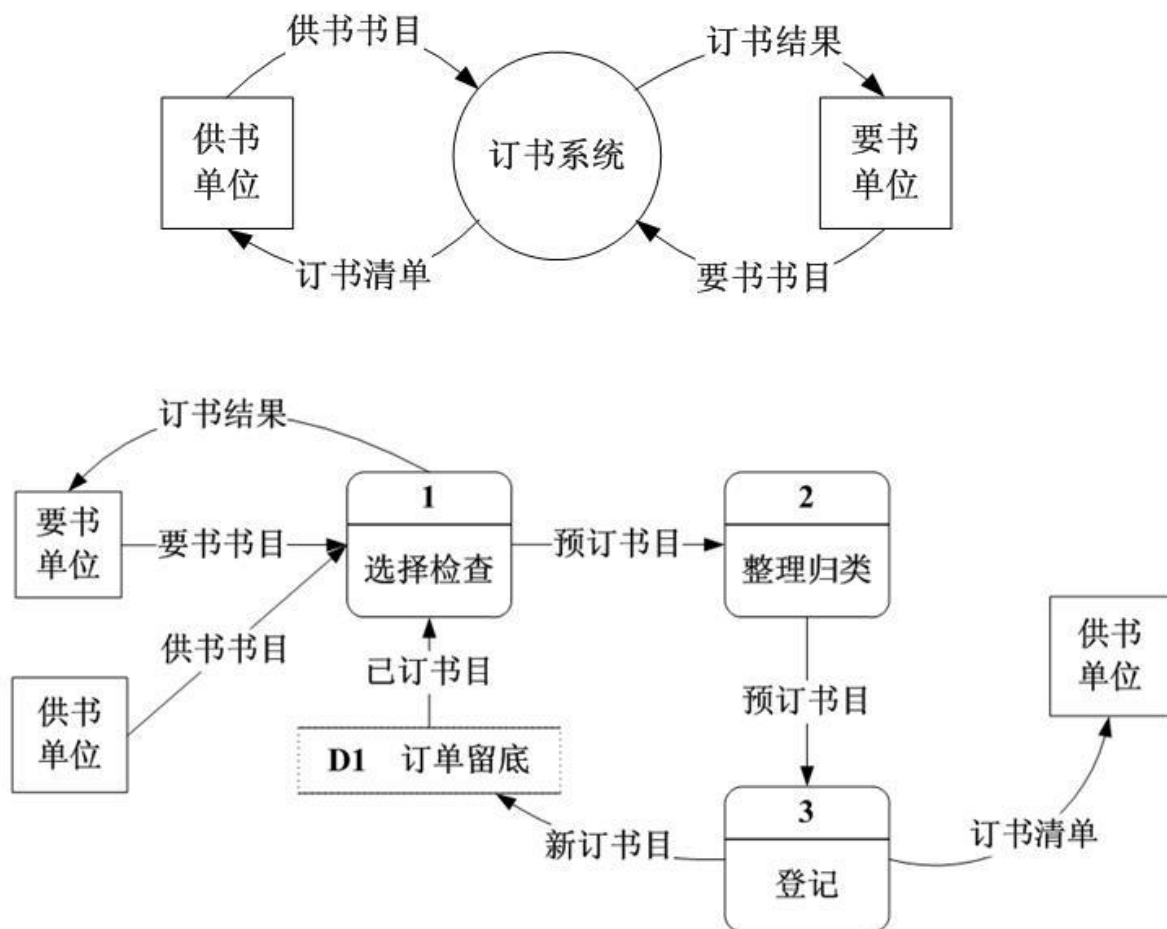 供书书目
订书结果
供书
单位
订书系统
要书
单位
订书清单
要书书目
订书结果
1
2
要书
单位
要书书目
预订书目
选择检查
整理归类
供书书目
供书
单位
已订书目
预订书目
供书
单位
D1 订单留底
3
新订书目
订书清单
登记